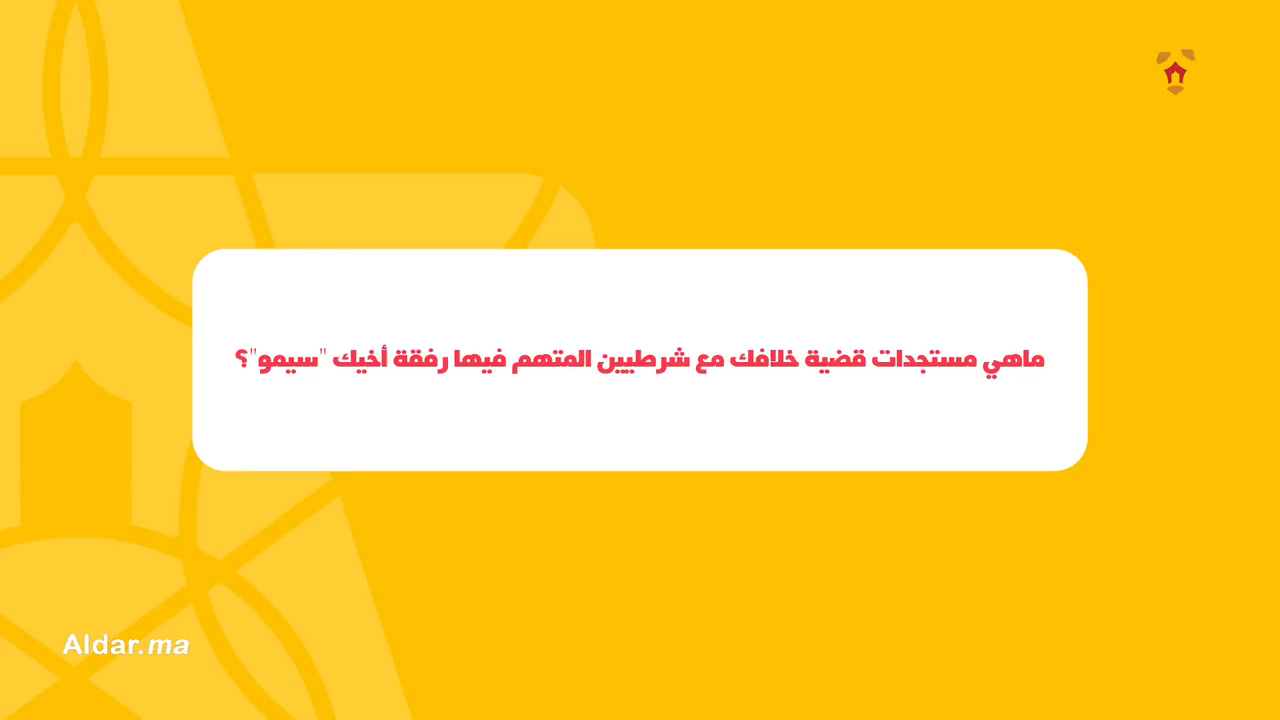 ماهي مستجدات قضية خلافك مع شرطيين المتهم فيها رفقة أخيك "سيمو"؟
Aldar.ma